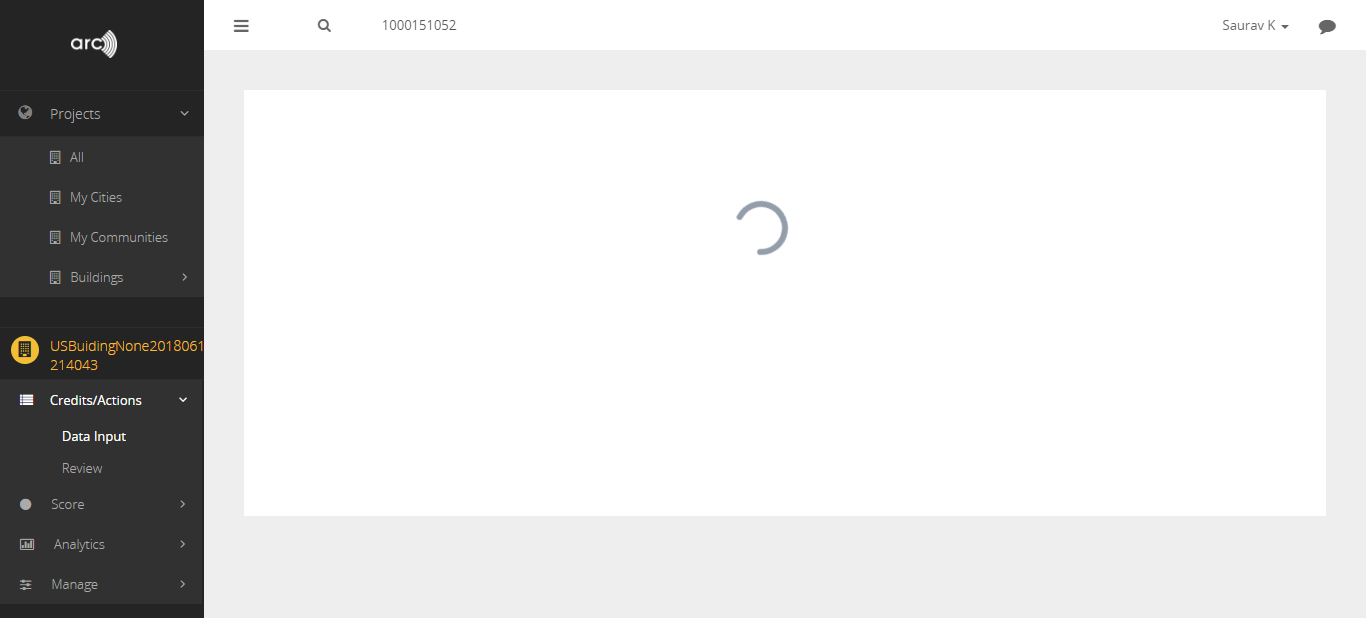 arc
1000151052
Saurav K
Projects
All
My Cities
My Communities
Buildings
USBuidingNone2018061
214043
Credits/Actions
Data Input
Review
Score
Analytics
Manage